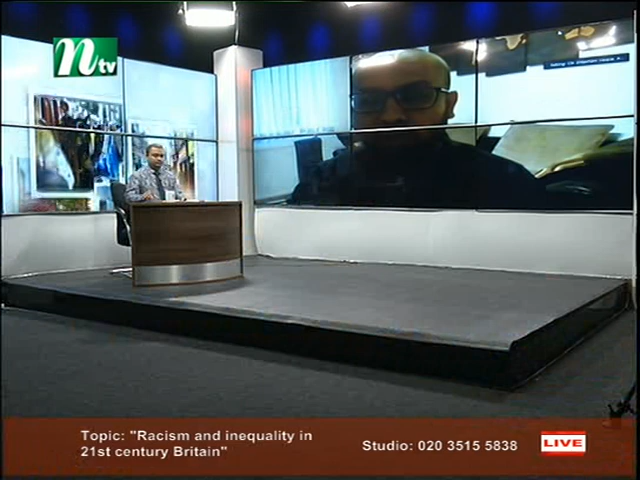 ntv
Topic: "Racism and inequality in
21st century Britain"
Studio: 020 3515 5838
LIVE